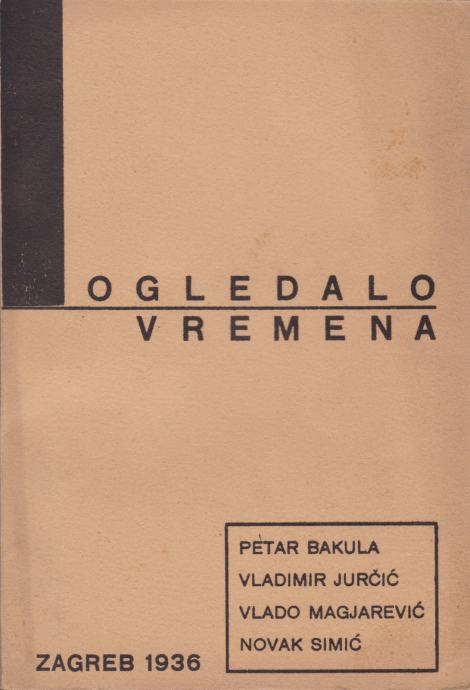 OGLEDALO
VREMENA
PETAR BAKULA
VLADIMIR JURČIĆ
VLADO MAGJAREVIĆ
NOVAK SIMIĆ
ZAGREB 1936